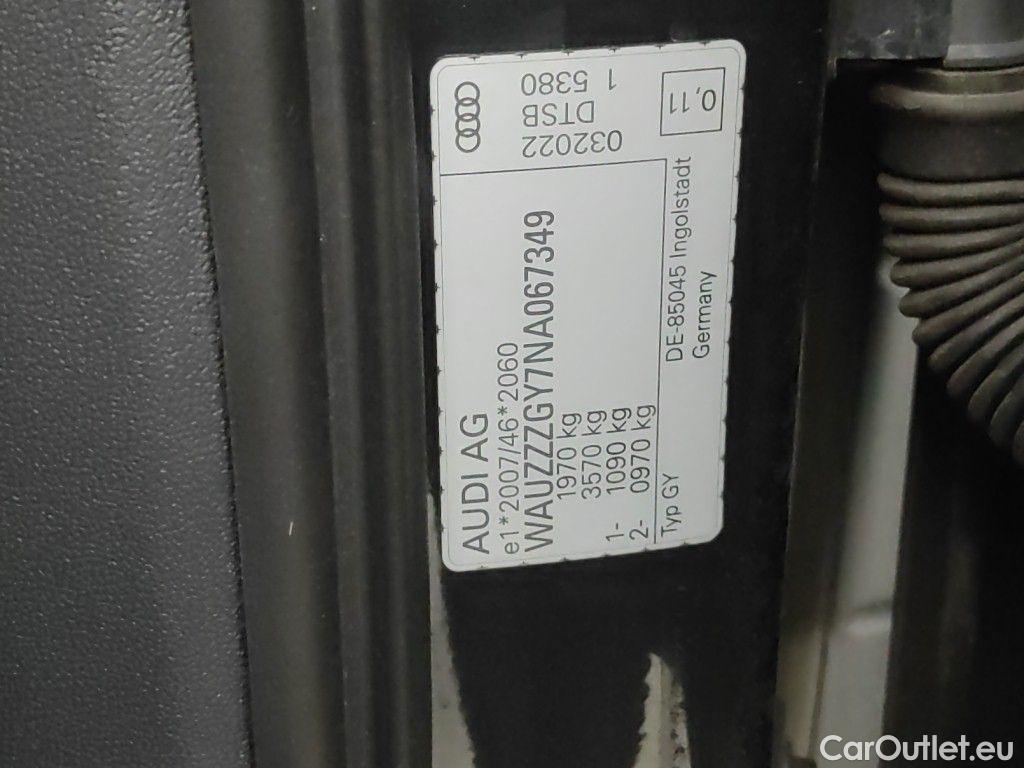 AUDI AG
e1*2007/46*2060
WAUZZZGY7NA067349
1970 kg
3570 kg
1- 1090 kg
2- 0970 kg
Typ GY
032022
DTSB
1 5380
0,11
DE-85045 Ingolstadt
Germany
CarOutlet.eu